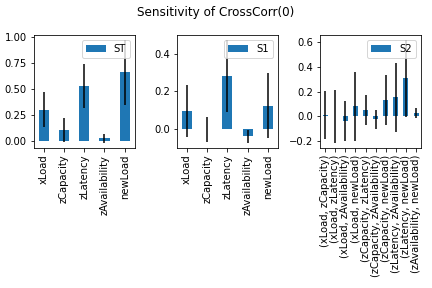 Sensitivity of CrossCorr(0)
1.00
0.75
0.50
0.25
0.00
ST
xLoad
zCapacity
zLatency
zAvailability
newLoad
0.4
0.2
0.0
S1
xLoad
zCapacity
zLatency
zAvailability
newLoad
0.6
0.4
0.2
0.0
−0.2
S2
(xLoad, zCapacity)
(xLoad, zLatency)
(xLoad, zAvailability)
(xLoad, newLoad)
(zCapacity, zLatency)
(zCapacity, zAvailability)
(zCapacity, newLoad)
(zLatency, zAvailability)
(zLatency, newLoad)
(zAvailability, newLoad)